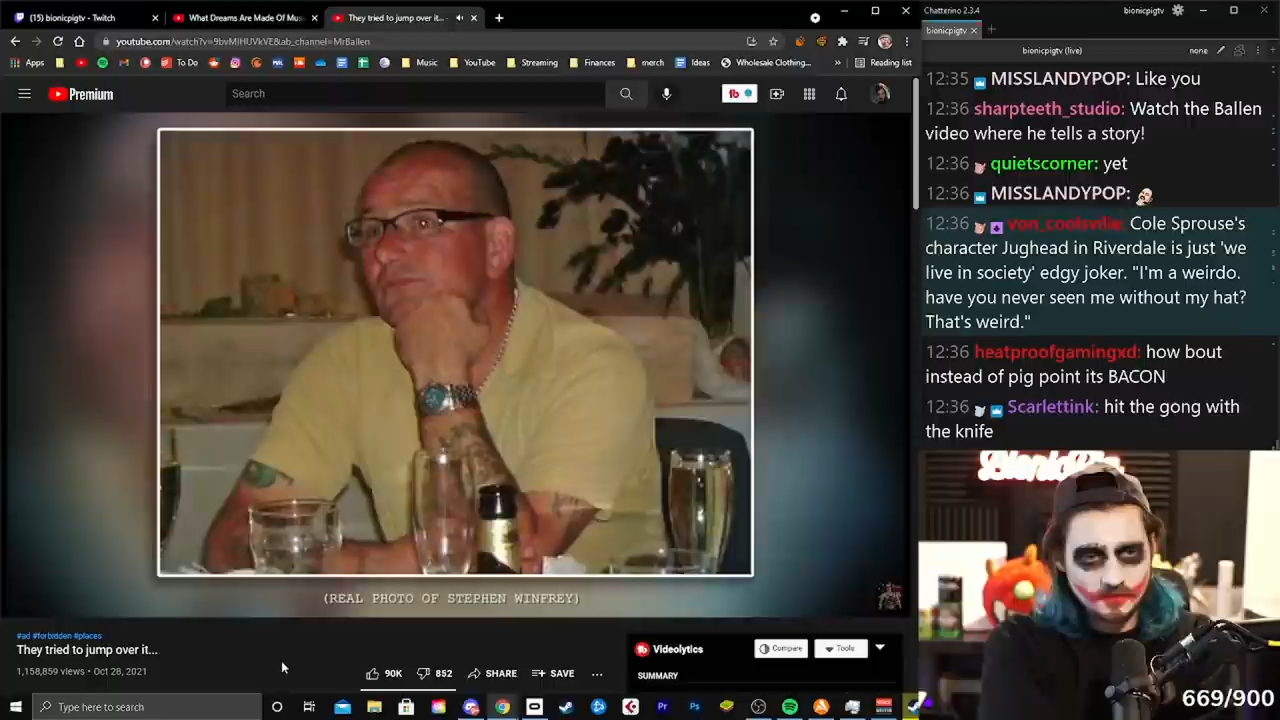 (15) bionicpigtv - Twitch
What Dreams Are Made Of Mus
They tried to jump over it...
Chatterino 2.3.4
bionicpigtv
youtube.com/watch?v=9bvMIHUVkVE&ab_channel=MrBallen
bionicpigtv
Apps
To Do
Music
YouTube
Streaming
Finances
merch
Ideas
Wholesale Clothing...
Reading list
bionicpigtv (live)
none
Premium
Search
12:35 MISSLANDYPOP: Like you
12:36 sharpteeth_studio: Watch the Ballen
video where he tells a story!
12:36 quietscorner: yet
12:36 MISSLANDYPOP:
12:36 von_coolsville: Cole Sprouse's
character Jughead in Riverdale is just 'we
live in society' edgy joker. "I'm a weirdo.
have you never seen me without my hat?
That's weird."
12:36 heatproofgamingxd: how bout
instead of pig point its BACON
12:36 Scarlettink: hit the gong with
the knife
(REAL PHOTO OF STEPHEN WINFREY)
#ad #forbidden #places
They tried to jump over it...
1,158,859 views • Oct 28, 2021
90K
852
SHARE
SAVE
Videolytics
Compare
Tools
SUMMARY
669/900
Type here to search